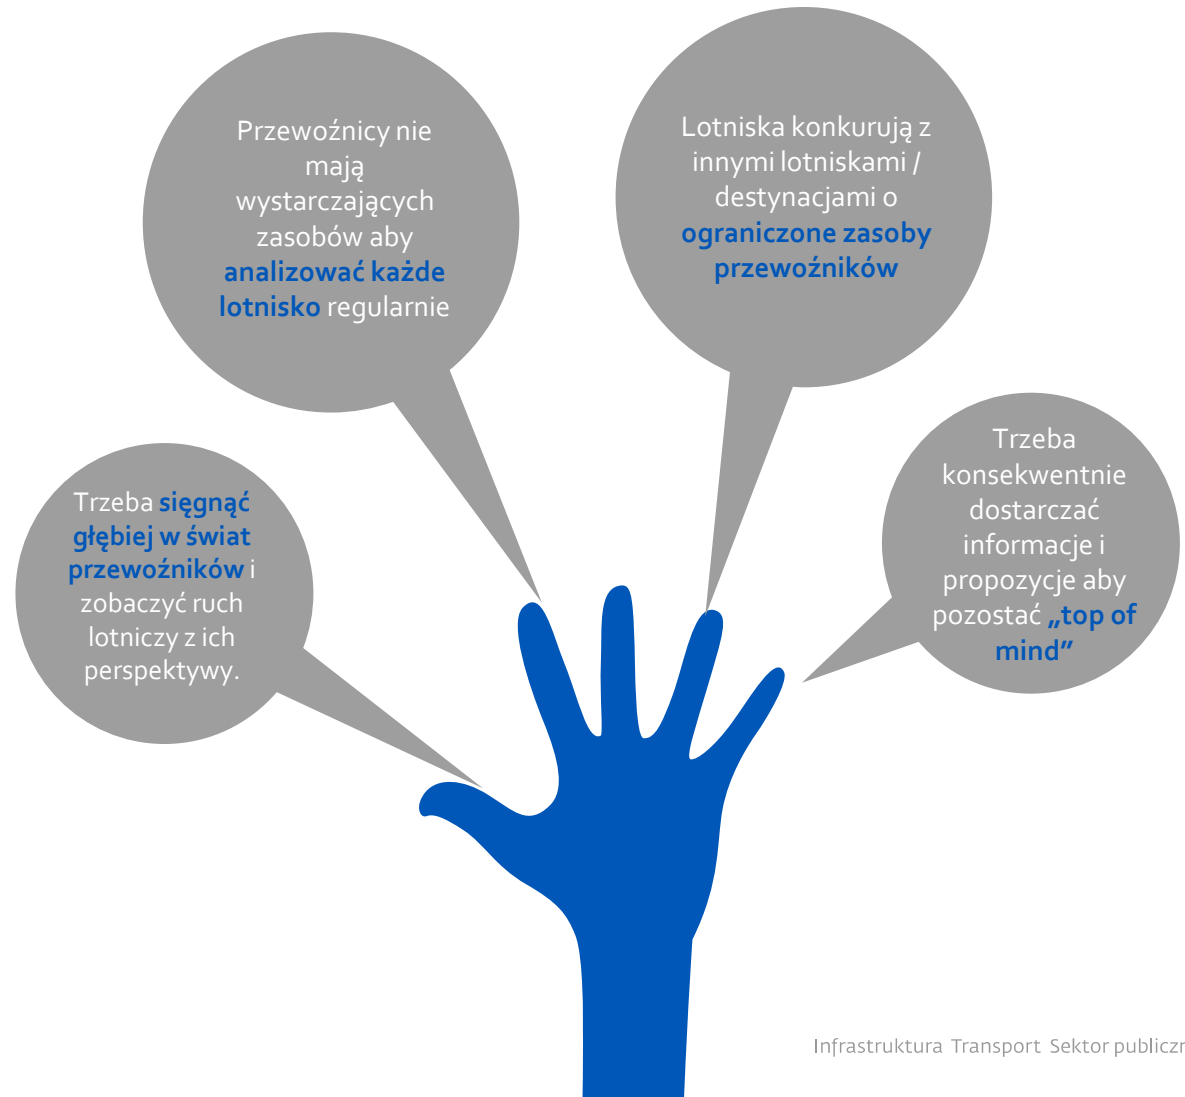 Przewoźnicy nie
mają
wystarczających
zasobów aby
analizować każde
lotnisko regularnie
Lotniska konkurują z
innymi lotniskami /
destynacjami o
ograniczone zasoby
przewoźników
Trzeba sięgnąć
głębiej w świat
przewoźników i
zobaczyć ruch
lotniczy z ich
perspektywy.
Trzeba
konsekwentnie
dostarczać
informacje i
propozycje aby
pozostać „top of
mind”
Infrastruktura Transport Sektor